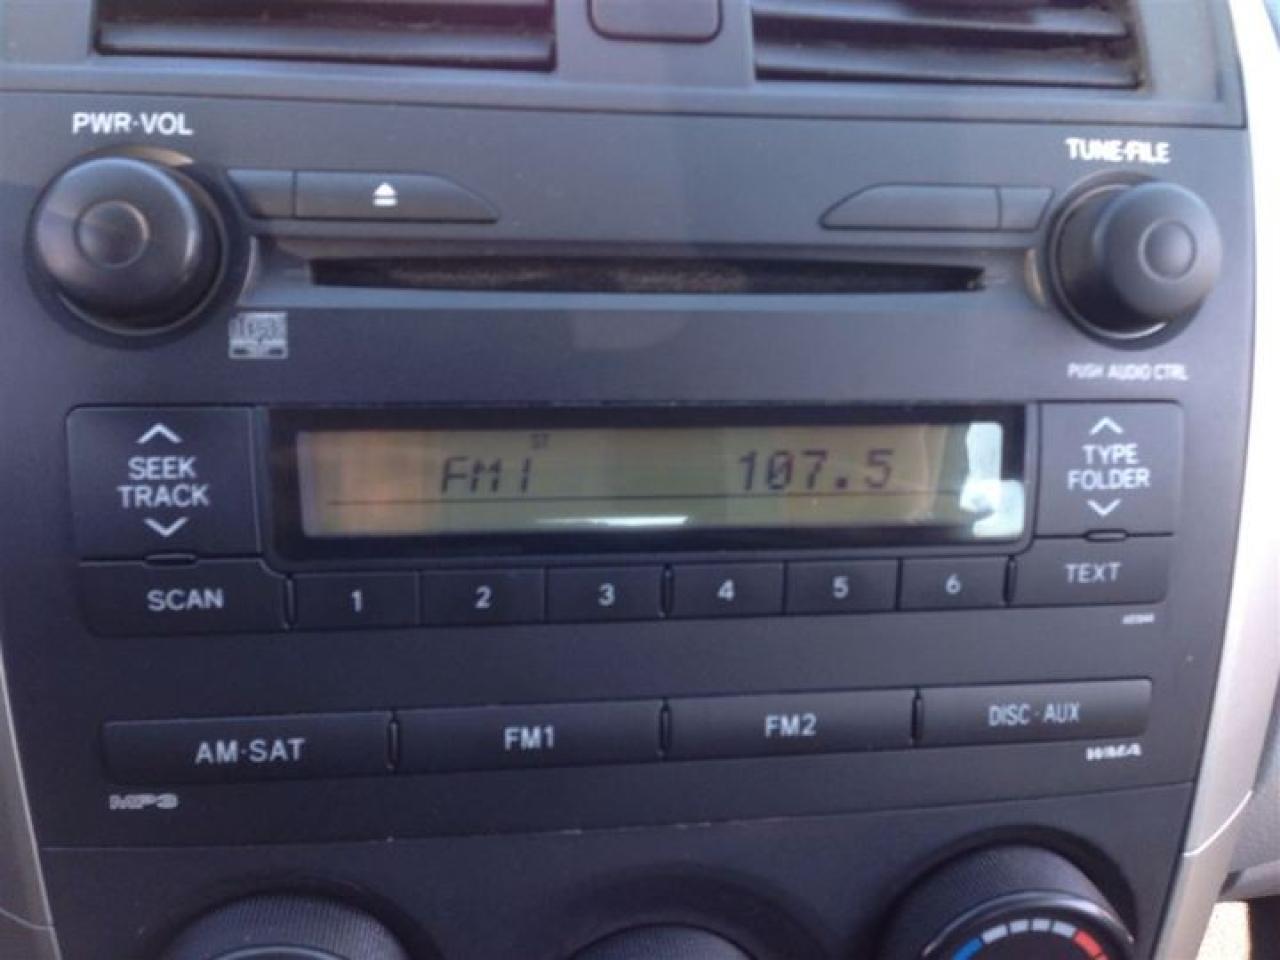 PWR·VOL
TUNE·FILE
PUSH AUDIO CTRL
SEEK
TRACK
ST
FM1
107.5
TYPE
FOLDER
SCAN
1
2
3
4
5
6
TEXT
AM·SAT
FM1
FM2
DISC·AUX
MP3
WMA